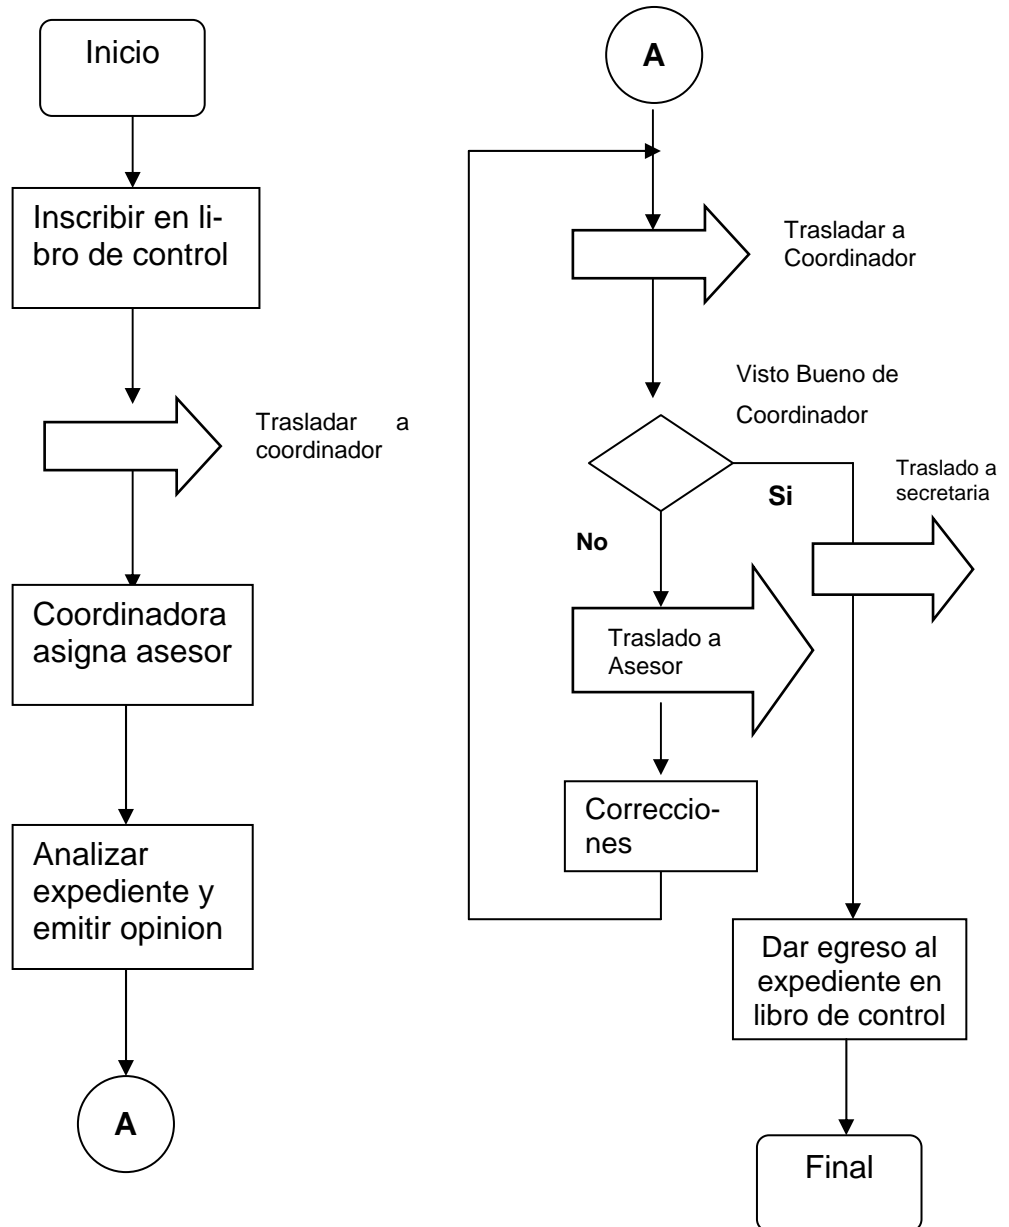 Inicio
Inscribir en li-
bro de control
Trasladar a
coordinador
Coordinadora
asigna asesor
Analizar
expediente y
emitir opinion
A
A
Trasladar a
Coordinador
Visto Bueno de
Coordinador
Si
No
Traslado a
secretaria
Traslado a
Asesor
Correccio-
nes
Dar egreso al
expediente en
libro de control
Final